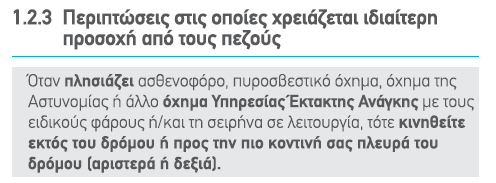 1.2.3 Περιπτώσεις στις οποίες χρειάζεται ιδιαίτερη
προσοχή από τους πεζούς
Όταν πλησιάζει ασθενοφόρο, πυροσβεστικό όχημα, όχημα της
Αστυνομίας ή άλλο όχημα Υπηρεσίας Έκτακτης Ανάγκης με τους
ειδικούς φάρους ή/και τη σειρήνα σε λειτουργία, τότε κινηθείτε
εκτός του δρόμου ή προς την πιο κοντινή σας πλευρά του
δρόμου (αριστερά ή δεξιά).